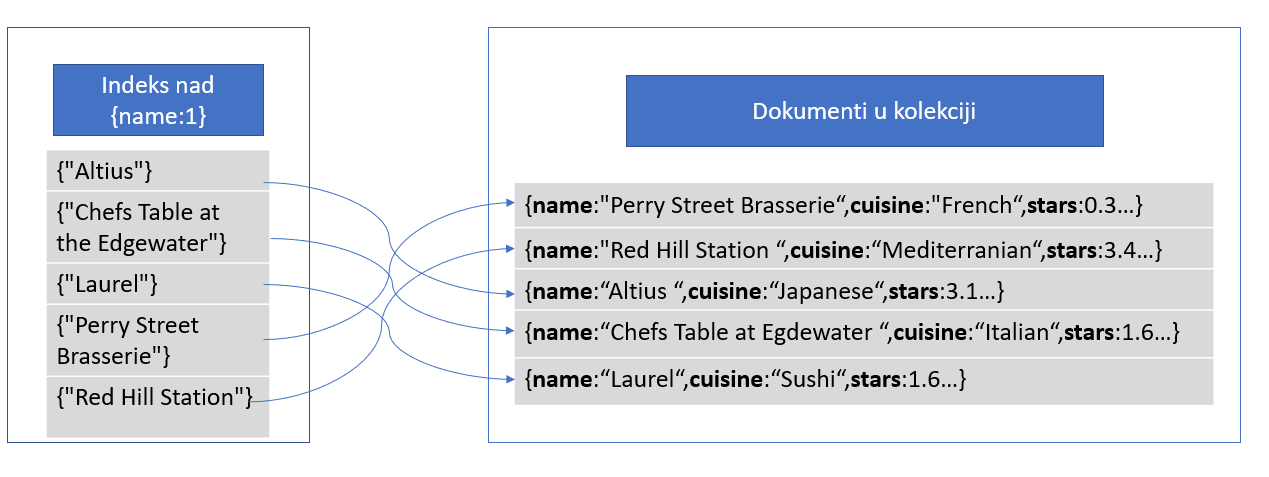 Indeks nad
{name:1}
{"Altius"}
{"Chefs Table at
the Edgewater"}
{"Laurel"}
{"Perry Street
Brasserie"}
{"Red Hill Station"}
Dokumenti u kolekciji
{name:"Perry Street Brasserie“,cuisine:"French“,stars:0.3…}
{name:"Red Hill Station “,cuisine:“Mediterranian“,stars:3.4…}
{name:“Altius “,cuisine:“Japanese“,stars:3.1…}
{name:“Chefs Table at Egdewater “,cuisine:“Italian“,stars:1.6…}
{name:“Laurel“,cuisine:“Sushi“,stars:1.6…}